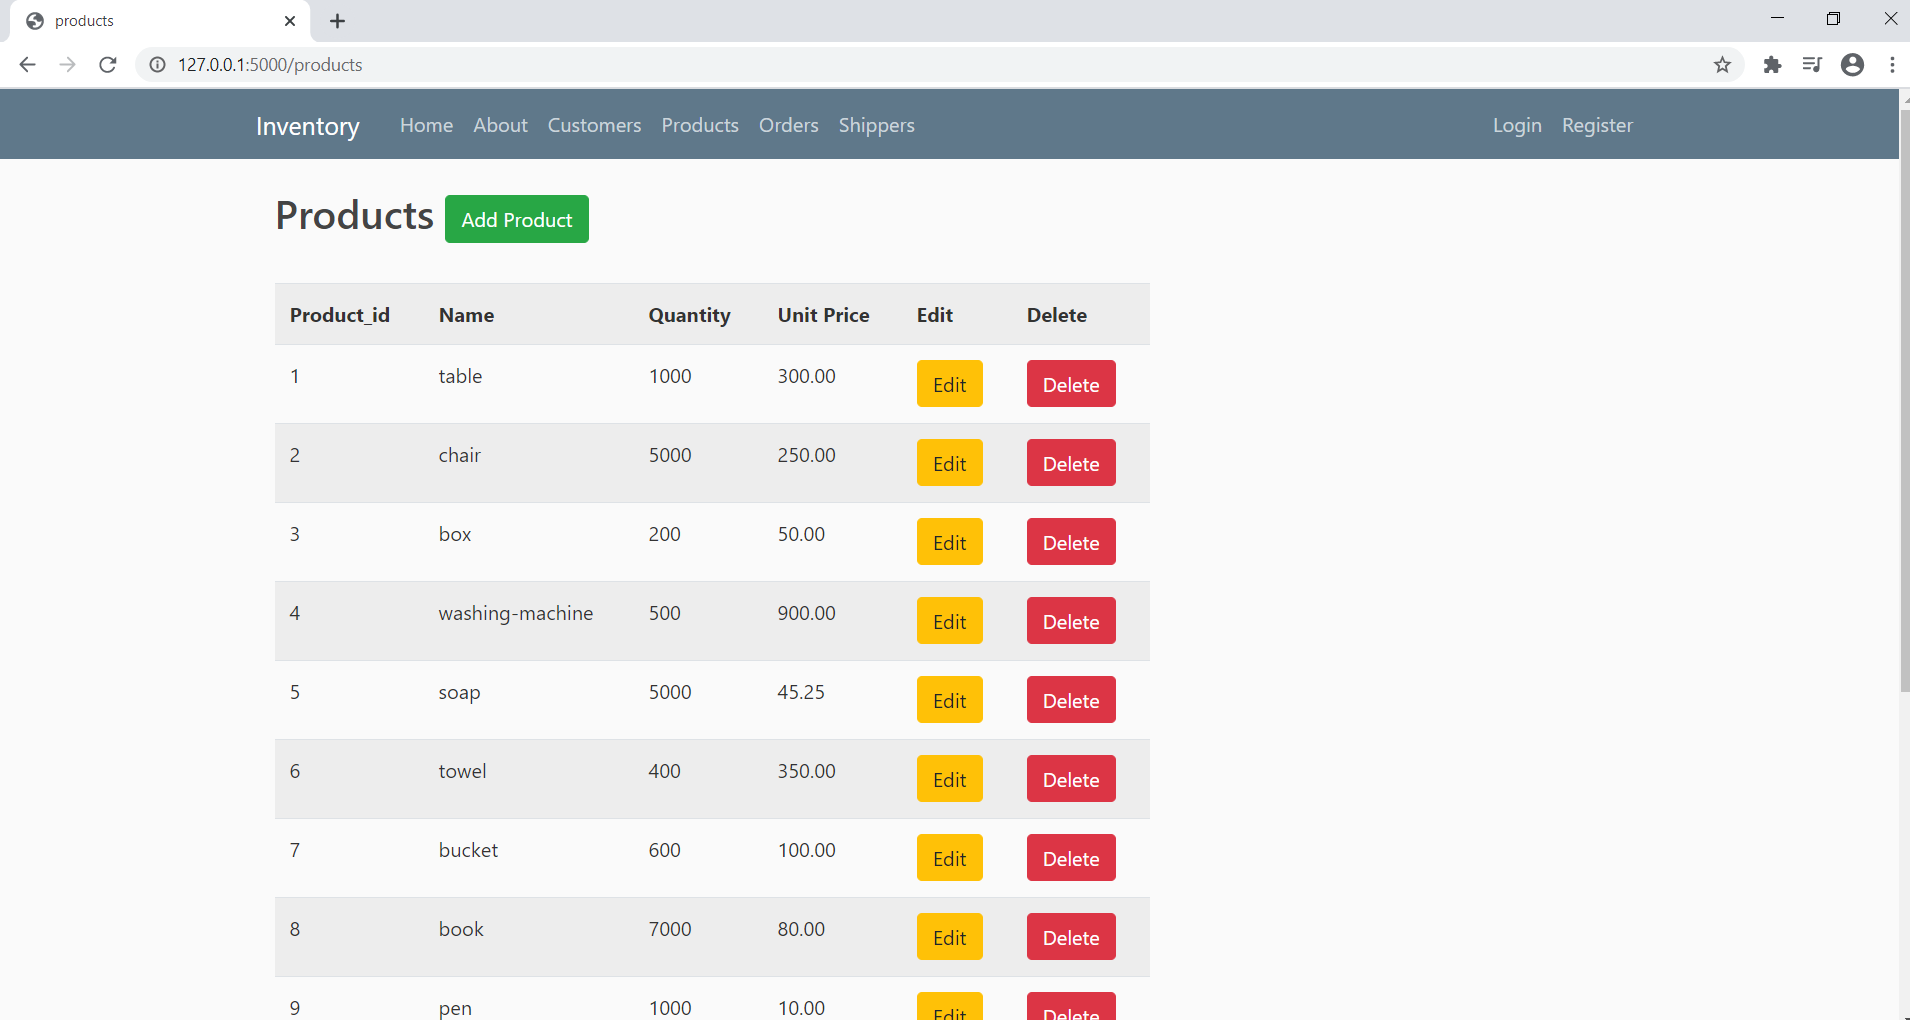 products
127.0.0.1:5000/products
Inventory Home About Customers Products Orders Shippers Login Register
Products Add Product
Product_id Name Quantity Unit Price Edit Delete
1 table 1000 300.00 Edit Delete
2 chair 5000 250.00 Edit Delete
3 box 200 50.00 Edit Delete
4 washing-machine 500 900.00 Edit Delete
5 soap 5000 45.25 Edit Delete
6 towel 400 350.00 Edit Delete
7 bucket 600 100.00 Edit Delete
8 book 7000 80.00 Edit Delete
9 pen 1000 10.00 Edit Delete